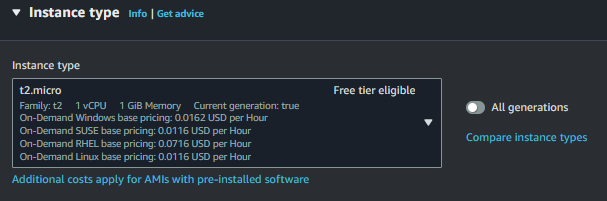 Instance type Info | Get advice
Instance type
t2.micro Free tier eligible
Family: t2 1 vCPU 1 GiB Memory Current generation: true
On-Demand Windows base pricing: 0.0162 USD per Hour
On-Demand SUSE base pricing: 0.0116 USD per Hour
On-Demand RHEL base pricing: 0.0716 USD per Hour
On-Demand Linux base pricing: 0.0116 USD per Hour
All generations
Compare instance types
Additional costs apply for AMIs with pre-installed software